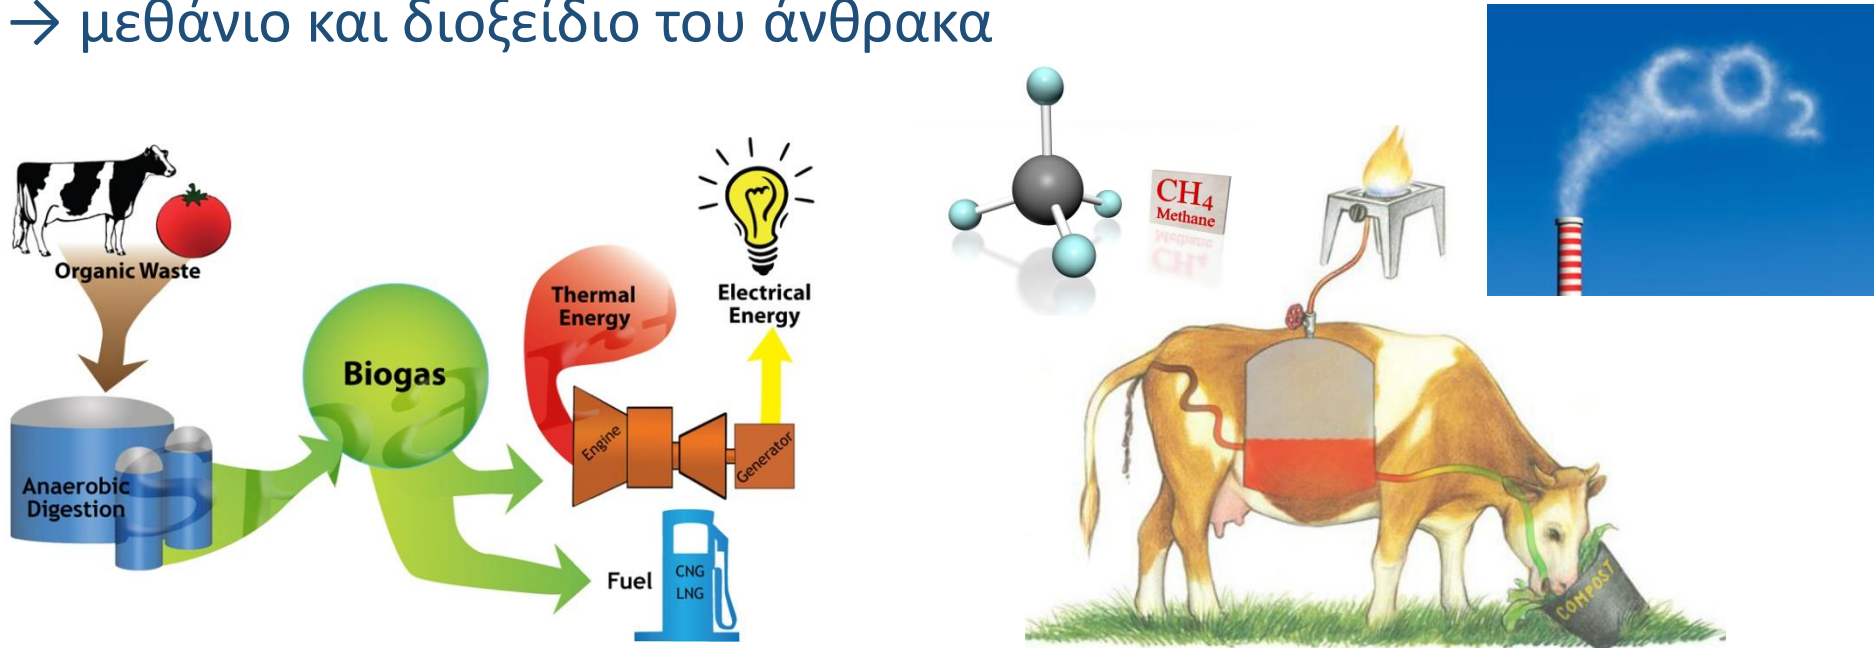 → μεθάνιο και διοξείδιο του άνθρακα
CO2
CH4
Methane
Organic Waste
Thermal
Energy
Electrical
Energy
Biogas
Engine
Generator
Anaerobic
Digestion
Fuel
CNG
LNG
COMPOST